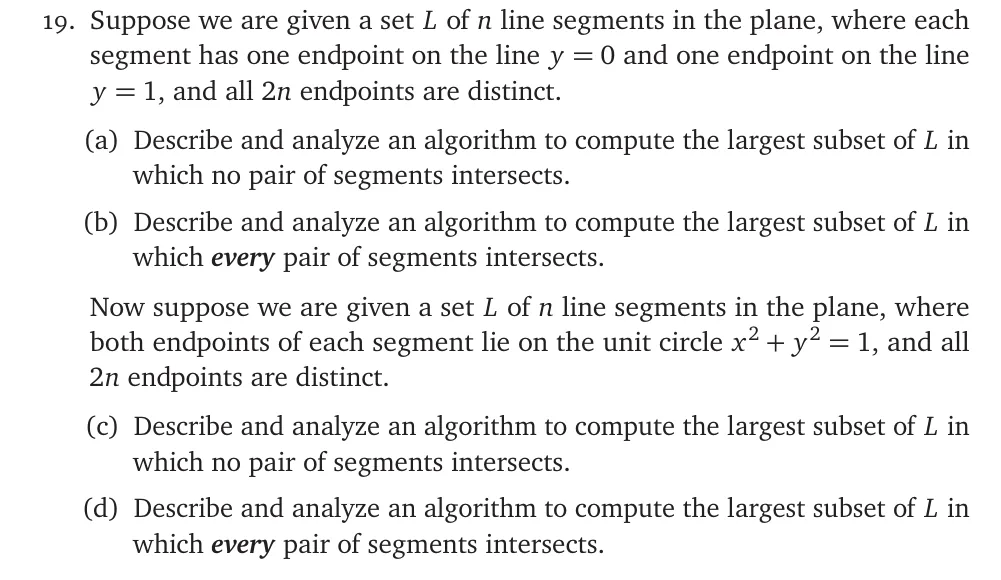 19. Suppose we are given a set L of n line segments in the plane, where each
segment has one endpoint on the line y = 0 and one endpoint on the line
y = 1, and all 2n endpoints are distinct.
(a) Describe and analyze an algorithm to compute the largest subset of L in
which no pair of segments intersects.
(b) Describe and analyze an algorithm to compute the largest subset of L in
which every pair of segments intersects.
Now suppose we are given a set L of n line segments in the plane, where
both endpoints of each segment lie on the unit circle x² + y² = 1, and all
2n endpoints are distinct.
(c) Describe and analyze an algorithm to compute the largest subset of L in
which no pair of segments intersects.
(d) Describe and analyze an algorithm to compute the largest subset of L in
which every pair of segments intersects.